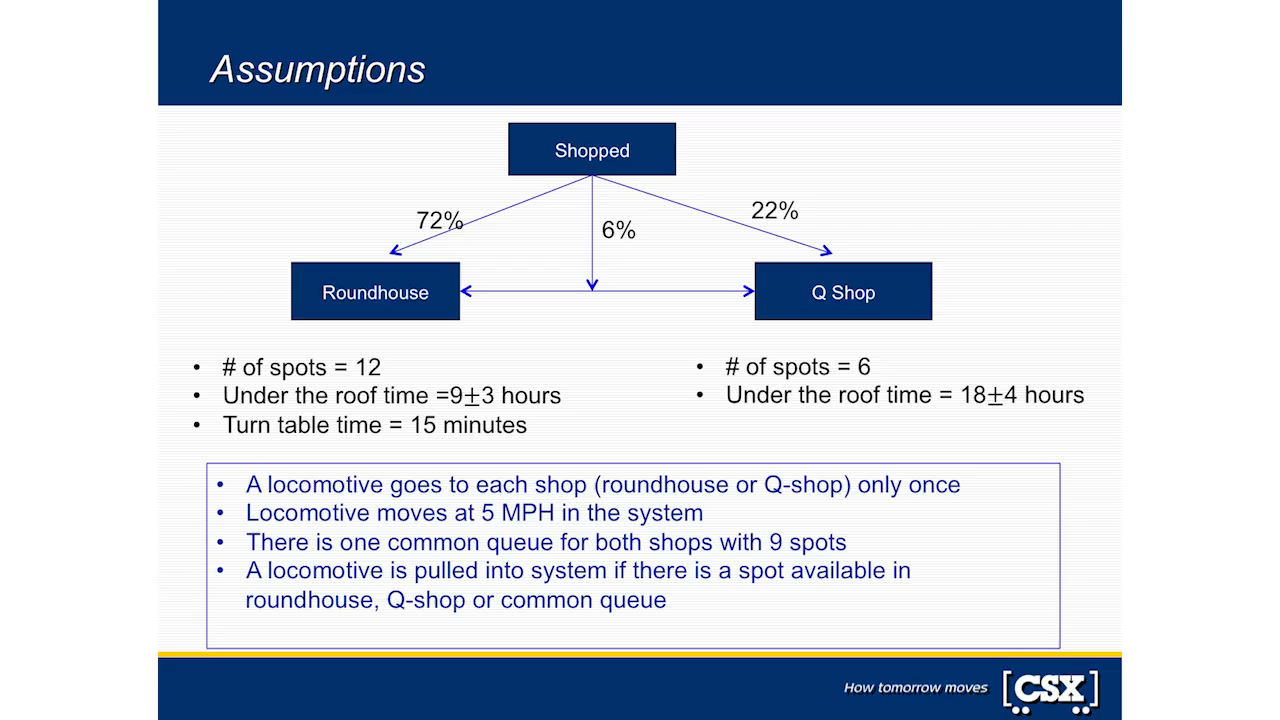 Assumptions
Shopped
72%
6%
22%
Roundhouse
Q Shop
• # of spots = 12
• Under the roof time =9±3 hours
• Turn table time = 15 minutes
• # of spots = 6
• Under the roof time = 18±4 hours
• A locomotive goes to each shop (roundhouse or Q-shop) only once
• Locomotive moves at 5 MPH in the system
• There is one common queue for both shops with 9 spots
• A locomotive is pulled into system if there is a spot available in
roundhouse, Q-shop or common queue
How tomorrow moves
[CSX]